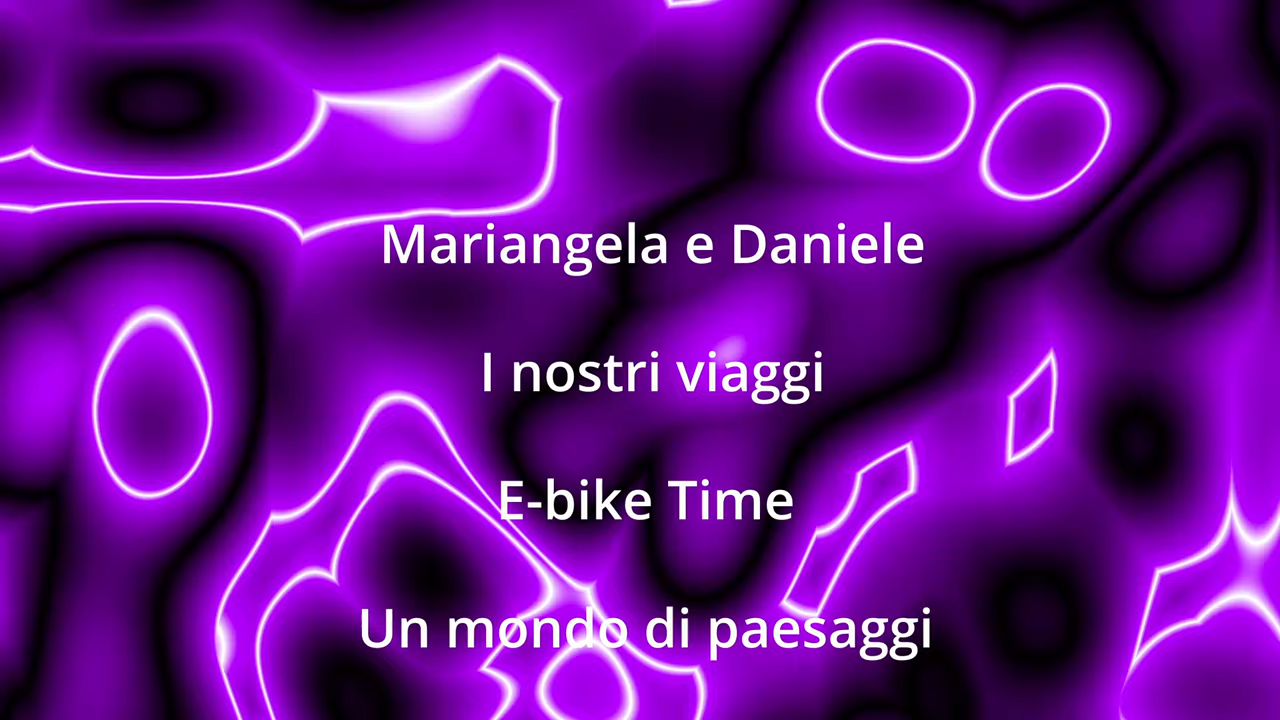 Mariangela e Daniele
I nostri viaggi
E-bike Time
Un mondo di paesaggi